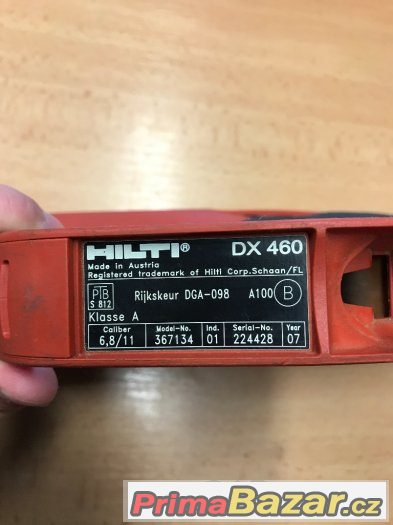 HILTI® DX 460
Made in Austria
Registered trademark of Hilti Corp.Schaan/FL
PTB
S 812
Rijkskeur DGA-098 A100 B
Klasse A
Caliber Model-No. Ind. Serial-No. Year
6,8/11 367134 01 224428 07
PrimaBazar.cz